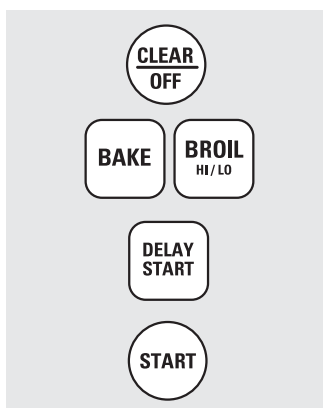 CLEAR
OFF
BAKE BROIL
HI / LO
DELAY
START
START